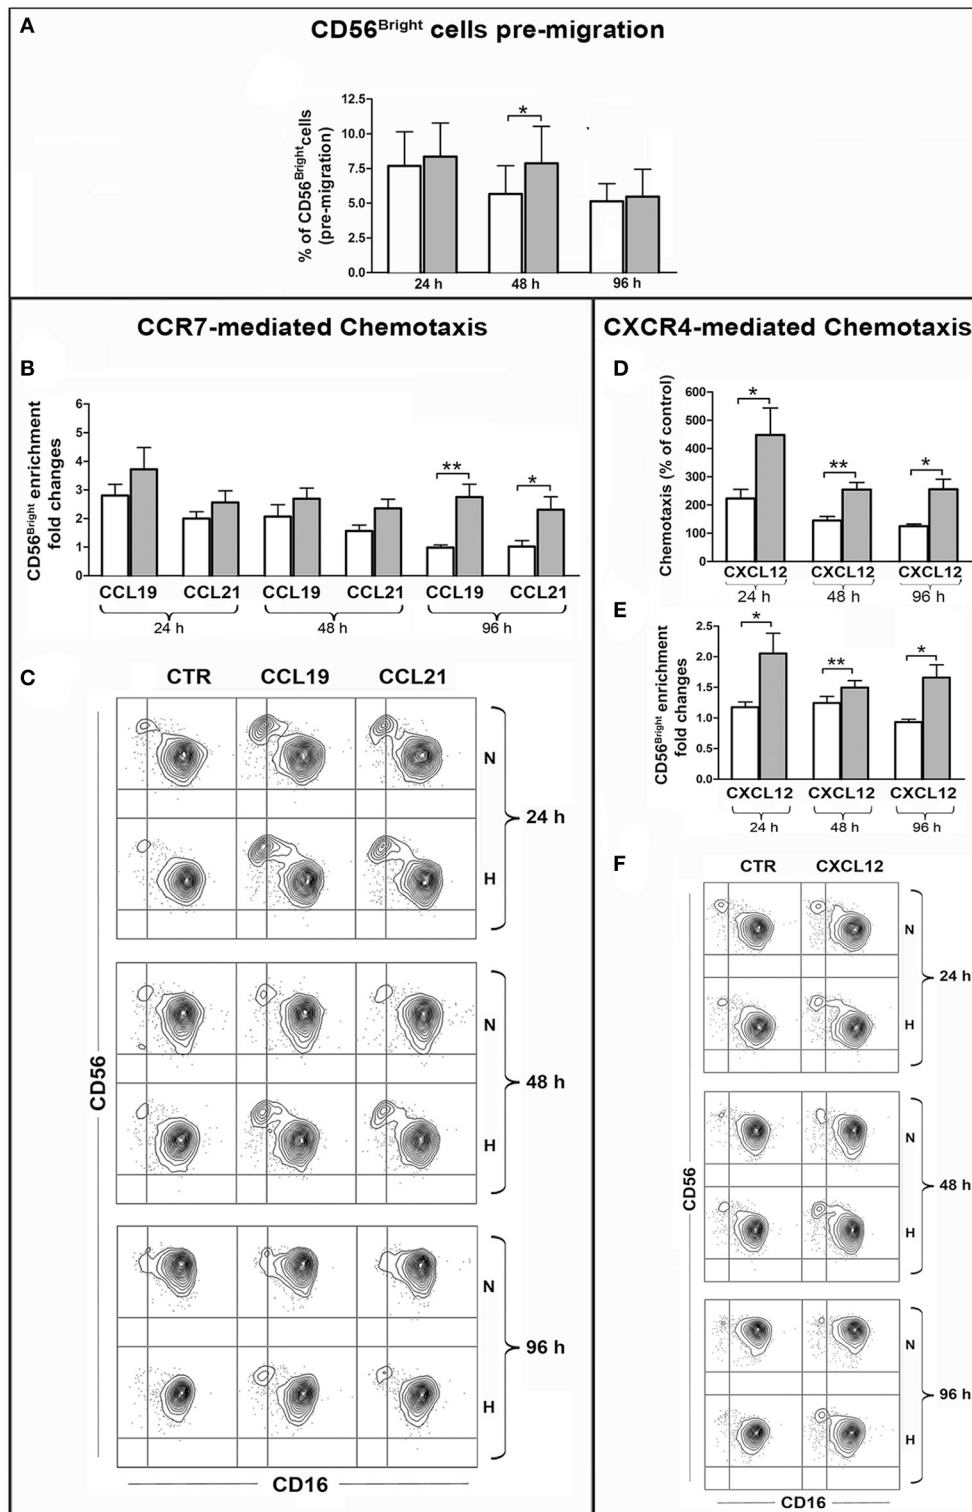 A
CD56Bright cells pre-migration
% of CD56Bright cells
(pre-migration)
12.5
10.0
7.5
5.0
2.5
0.0
*
24 h
48 h
96 h
CCR7-mediated Chemotaxis
B
CD56Bright enrichment
fold changes
6
5
4
3
2
1
0
**
*
CCL19
CCL21
CCL19
CCL21
CCL19
CCL21
24 h
48 h
96 h
C
CTR
CCL19
CCL21
N
H
24 h
N
H
48 h
N
H
96 h
CD56
CD16
CXCR4-mediated Chemotaxis
D
Chemotaxis (% of control)
600
500
400
300
200
100
0
*
**
*
CXCL12
CXCL12
CXCL12
24 h
48 h
96 h
E
CD56Bright enrichment
fold changes
2.5
2.0
1.5
1.0
0.5
0.0
*
**
*
CXCL12
CXCL12
CXCL12
24 h
48 h
96 h
F
CTR
CXCL12
N
H
24 h
N
H
48 h
N
H
96 h
CD56
CD16